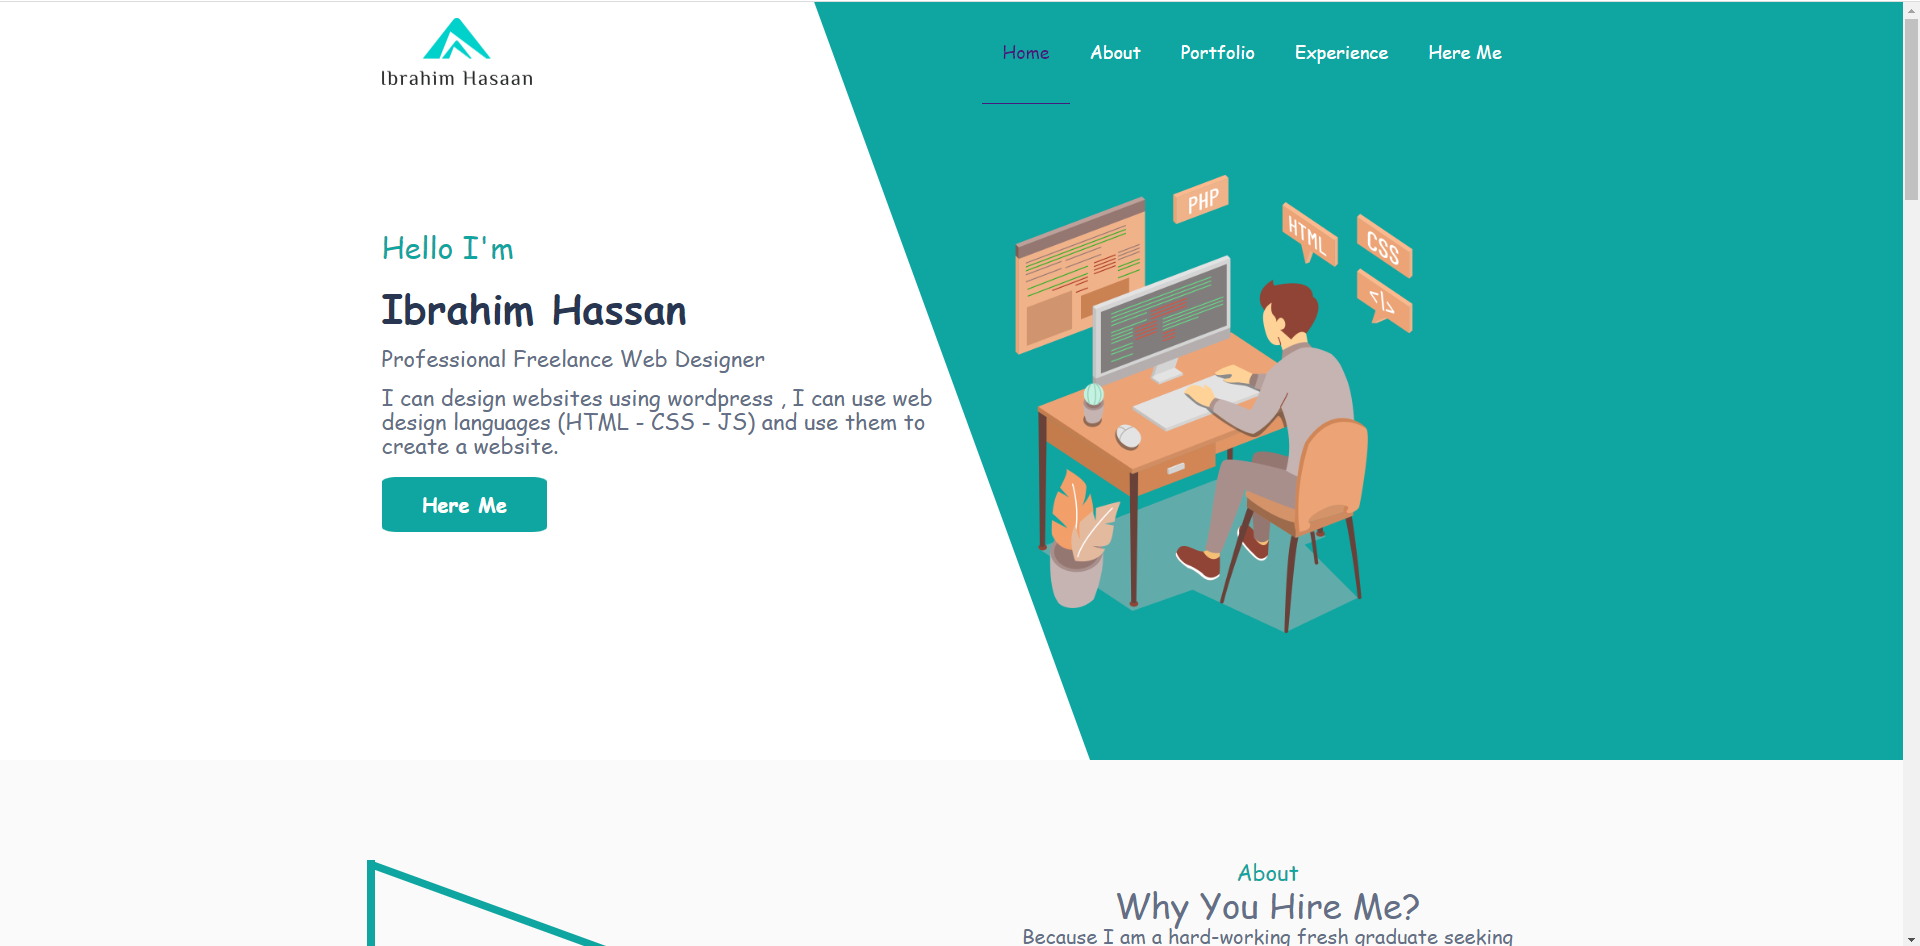 Ibrahim Hasaan
Home About Portfolio Experience Here Me
PHP
HTML
CSS
</>
Hello I'm
Ibrahim Hassan
Professional Freelance Web Designer
I can design websites using wordpress , I can use web
design languages (HTML - CSS - JS) and use them to
create a website.
Here Me
About
Why You Hire Me?
Because I am a hard-working fresh graduate seeking